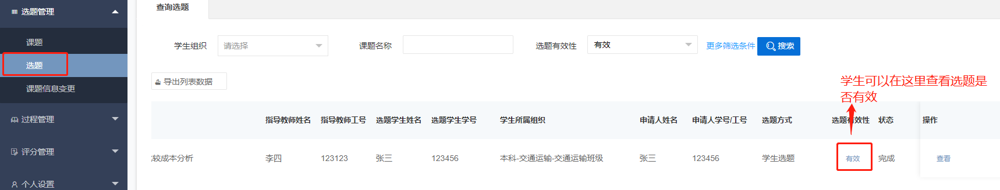 选题管理
课题
选题
课题信息变更
过程管理
评分管理
个人设置
查询选题
学生组织 请选择 课题名称 选题有效性 有效 更多筛选条件 搜索
导出列表数据
学生可以在这里查看选题是
否有效
指导教师姓名 指导教师工号 选题学生姓名 选题学生学号 学生所属组织 申请人姓名 申请人学号/工号 选题方式 选题有效性 状态 操作
较成本分析 李四 123123 张三 123456 本科-交通运输-交通运输班级 张三 123456 学生选题 有效 完成 查看